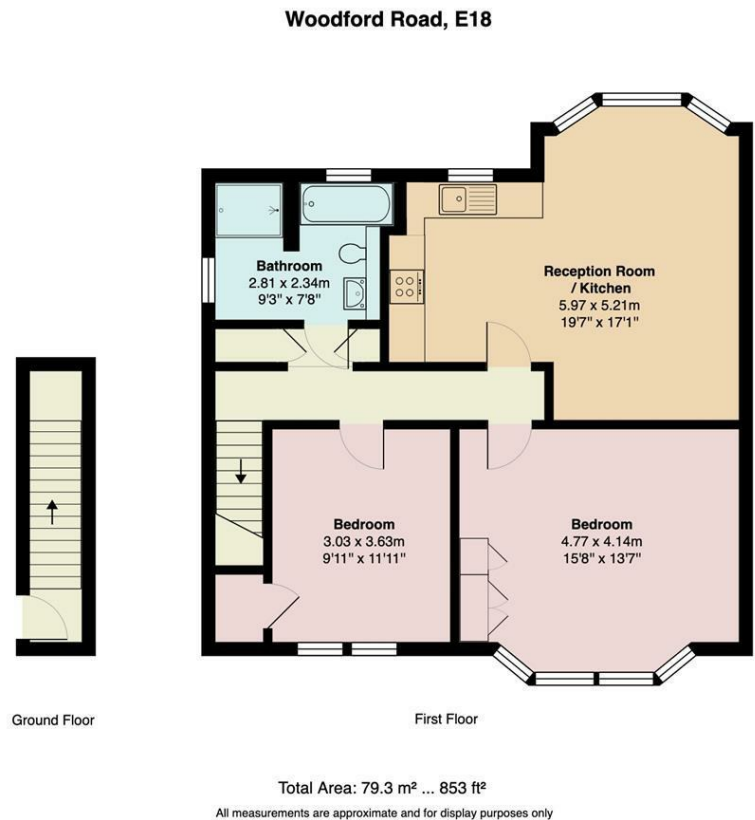 Woodford Road, E18
Bathroom
2.81 x 2.34m
9'3" x 7'8"
Reception Room
/ Kitchen
5.97 x 5.21m
19'7" x 17'1"
Bedroom
3.03 x 3.63m
9'11" x 11'11"
Bedroom
4.77 x 4.14m
15'8" x 13'7"
Ground Floor
First Floor
Total Area: 79.3 m² ... 853 ft²
All measurements are approximate and for display purposes only